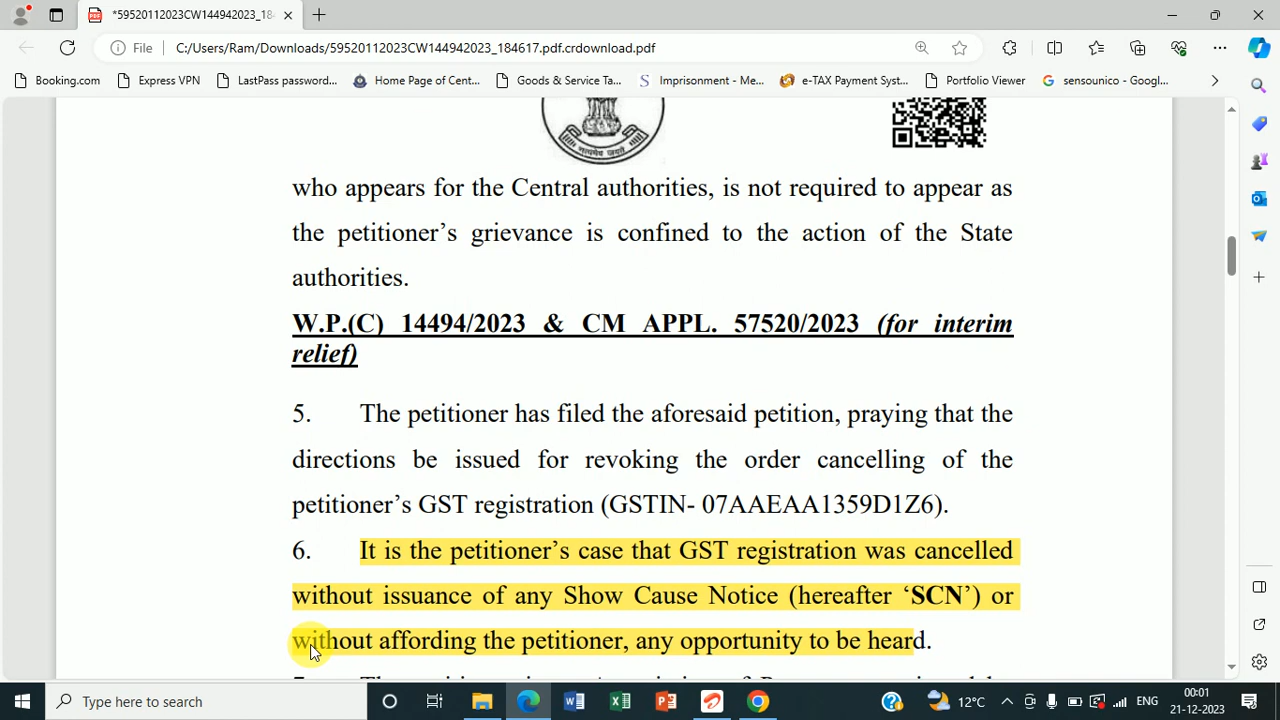 *59520112023CW144942023_184
File
C:/Users/Ram/Downloads/59520112023CW144942023_184617.pdf.crdownload.pdf
Booking.com
Express VPN
LastPass password...
Home Page of Cent...
Goods & Service Ta...
Imprisonment - Me...
e-TAX Payment Syst...
Portfolio Viewer
sensounico - Googl...
सत्यमेव जयते
who appears for the Central authorities, is not required to appear as
the petitioner’s grievance is confined to the action of the State
authorities.
W.P.(C) 14494/2023 & CM APPL. 57520/2023 (for interim
relief)
5. The petitioner has filed the aforesaid petition, praying that the
directions be issued for revoking the order cancelling of the
petitioner’s GST registration (GSTIN- 07AAEAA1359D1Z6).
6. It is the petitioner’s case that GST registration was cancelled
without issuance of any Show Cause Notice (hereafter ‘SCN’) or
without affording the petitioner, any opportunity to be heard.
Type here to search
12°C
ENG
00:01
21-12-2023